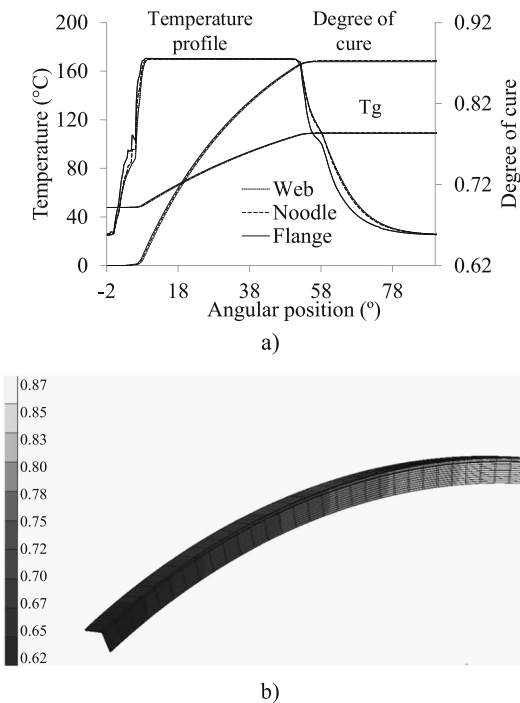 Temperature profile
Degree of cure
200
160
120
80
40
0
Temperature (°C)
0.92
0.82
0.72
0.62
Degree of cure
Tg
Web
Noodle
Flange
-2
18
38
58
78
Angular position (º)
a)
0.87
0.85
0.83
0.80
0.78
0.75
0.72
0.70
0.67
0.65
0.62
b)